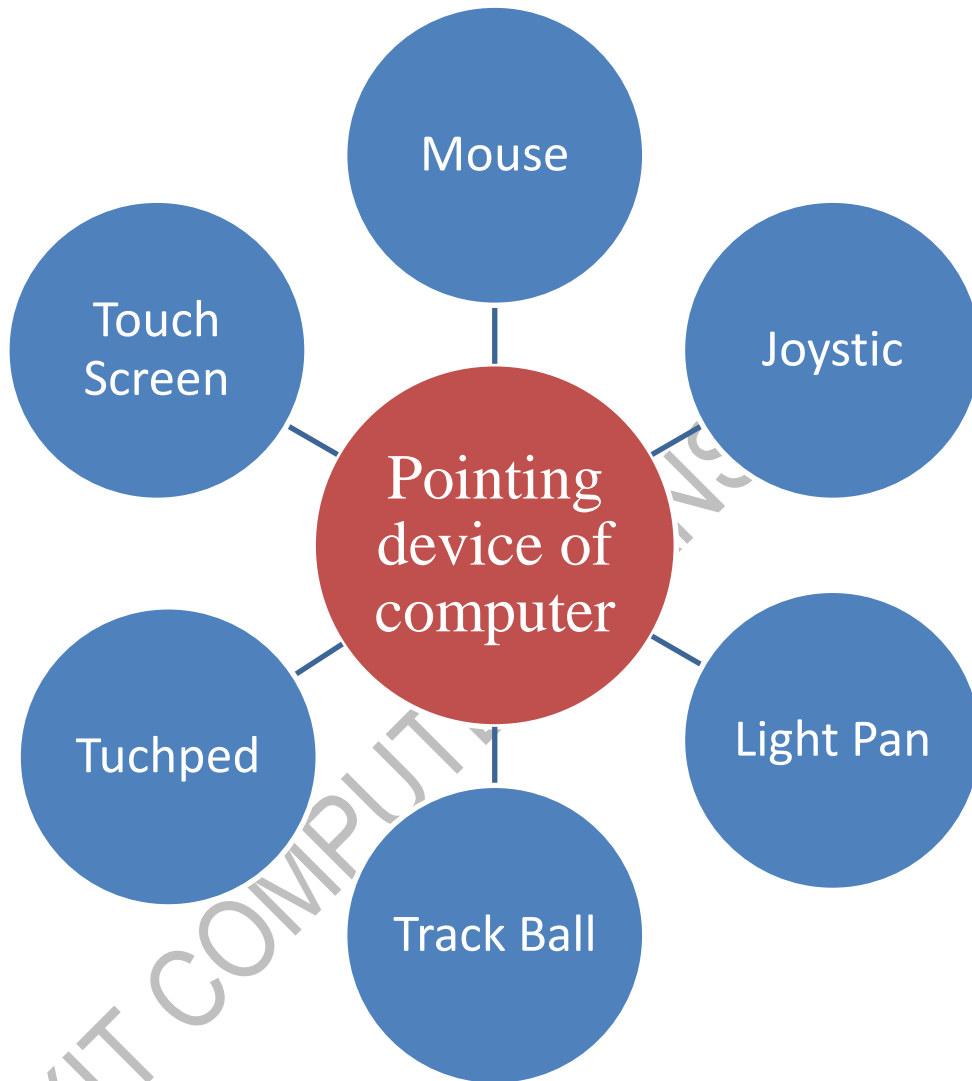 Mouse
Joystic
Light Pan
Track Ball
Tuchped
Touch
Screen
Pointing
device of
computer